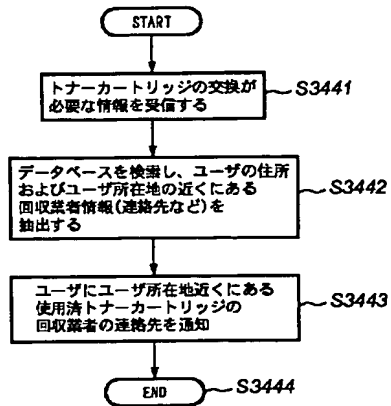 START
トナーカートリッジの交換が
必要な情報を受信する
S3441
データベースを検索し、ユーザの住所
およびユーザ所在地の近くにある
回収業者情報(連絡先など)を
抽出する
S3442
ユーザにユーザ所在地近くにある
使用済トナーカートリッジの
回収業者の連絡先を通知
S3443
END
S3444